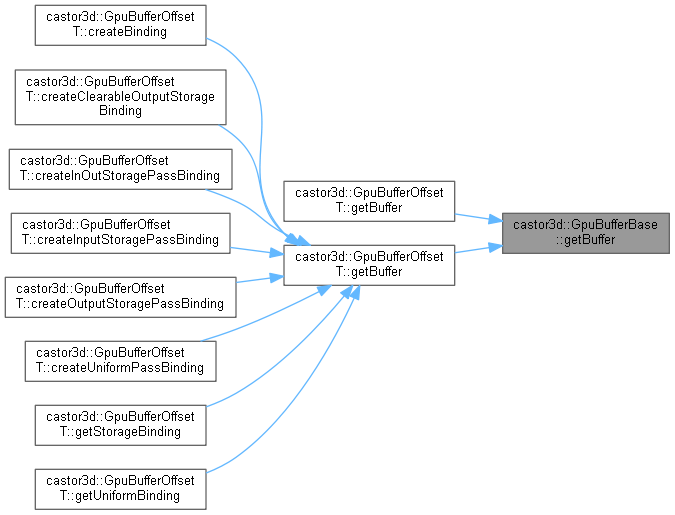 castor3d::GpuBufferOffset
T::createBinding
castor3d::GpuBufferOffset
T::createClearableOutputStorage
Binding
castor3d::GpuBufferOffset
T::createInOutStoragePassBinding
castor3d::GpuBufferOffset
T::createInputStoragePassBinding
castor3d::GpuBufferOffset
T::createOutputStoragePassBinding
castor3d::GpuBufferOffset
T::createUniformPassBinding
castor3d::GpuBufferOffset
T::getStorageBinding
castor3d::GpuBufferOffset
T::getUniformBinding
castor3d::GpuBufferOffset
T::getBuffer
castor3d::GpuBufferOffset
T::getBuffer
castor3d::GpuBufferBase
::getBuffer